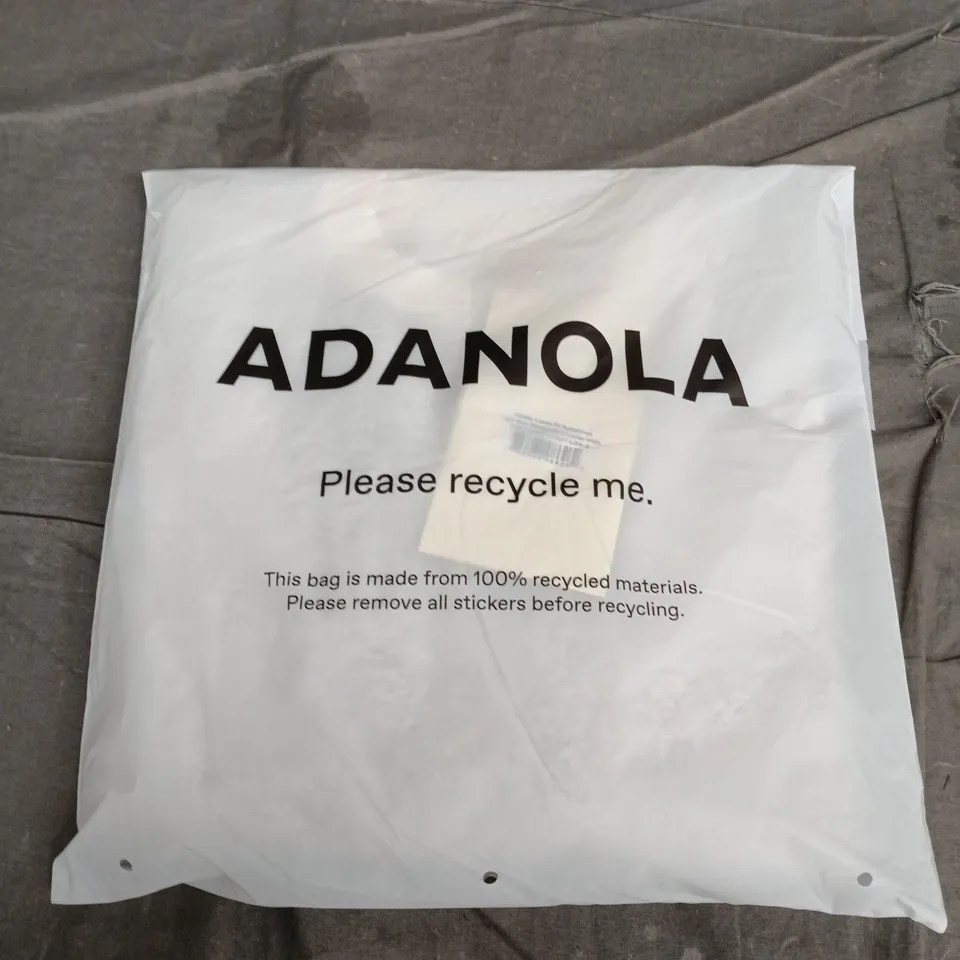 ADANOLA
Please recycle me.
This bag is made from 100% recycled materials.
Please remove all stickers before recycling.